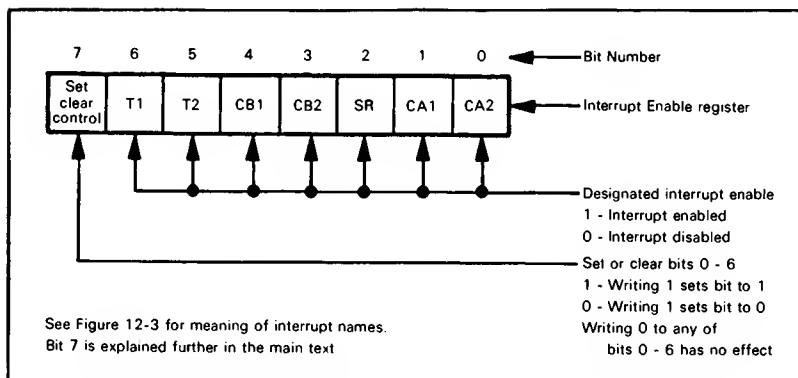 7 6 5 4 3 2 1 0 Bit Number
Set clear control T1 T2 CB1 CB2 SR CA1 CA2 Interrupt Enable register
Designated interrupt enable
1 - Interrupt enabled
0 - Interrupt disabled
Set or clear bits 0 - 6
1 - Writing 1 sets bit to 1
0 - Writing 1 sets bit to 0
Writing 0 to any of
bits 0 - 6 has no effect
See Figure 12-3 for meaning of interrupt names.
Bit 7 is explained further in the main text